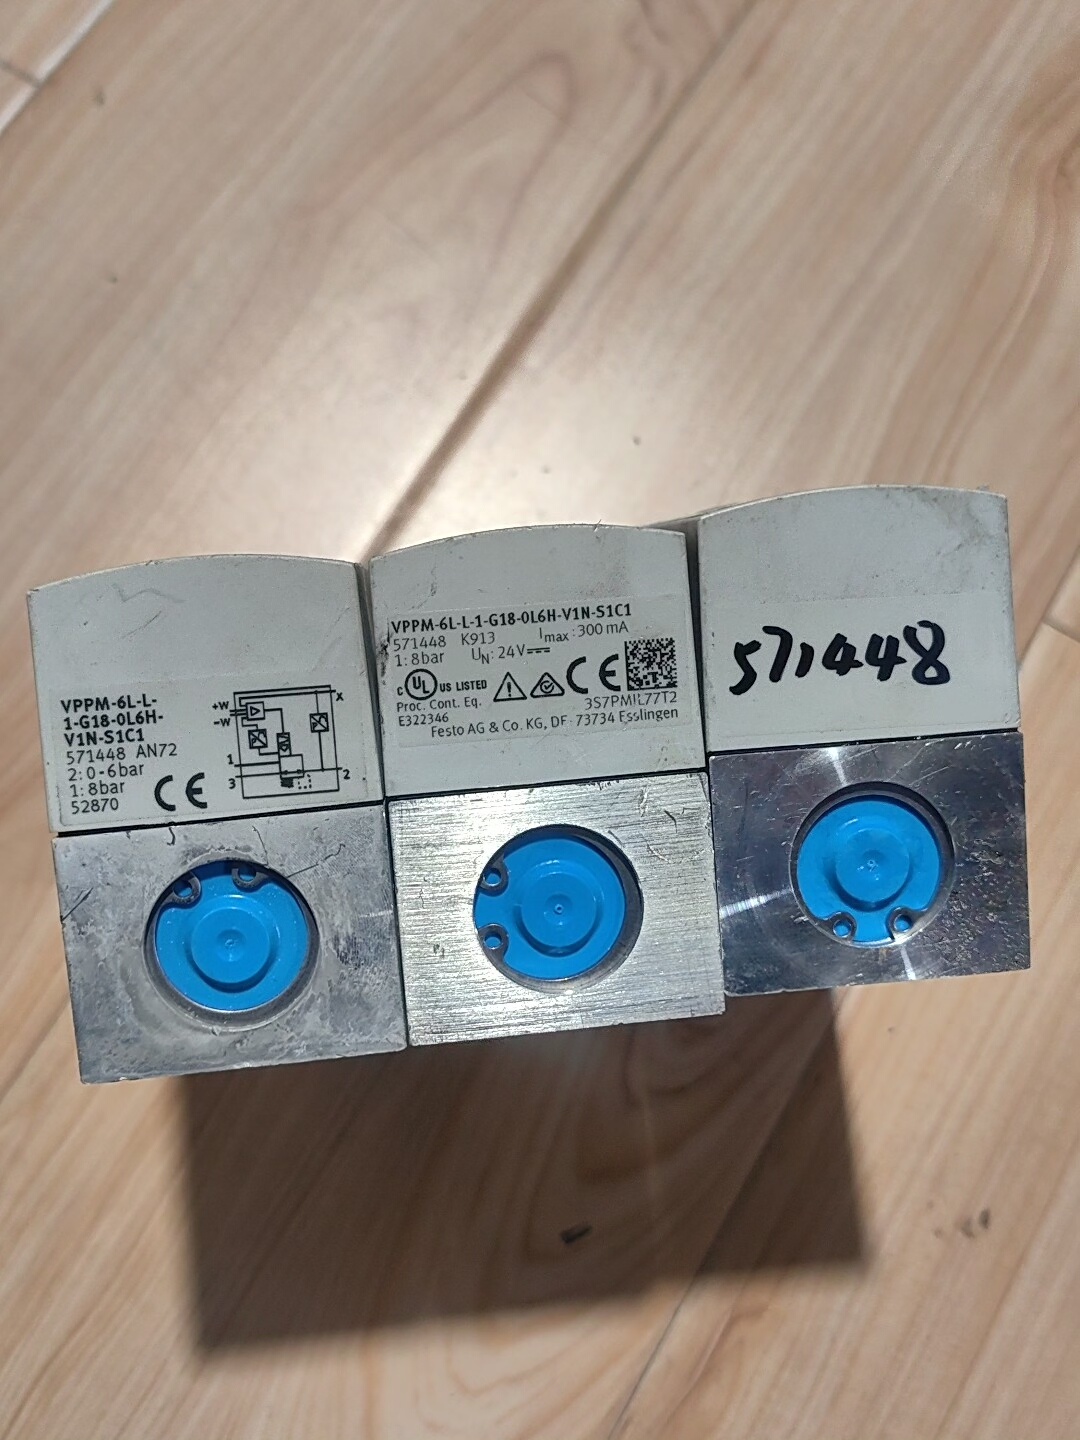 VPPM-6L-L-
1-G18-0L6H-
V1N-S1C1
571448 AN72
2: 0-6bar
1: 8bar
52870
CE
+W
-W
X
1
3
2
VPPM-6L-L-1-G18-0L6H-V1N-S1C1
571448 K913 Imax:300mA
1: 8bar UN: 24V
C UL US LISTED CE
Proc. Cont. Eq. 3S7PMIL77T2
E322346
Festo AG & Co. KG, DE-73734 Esslingen
571448